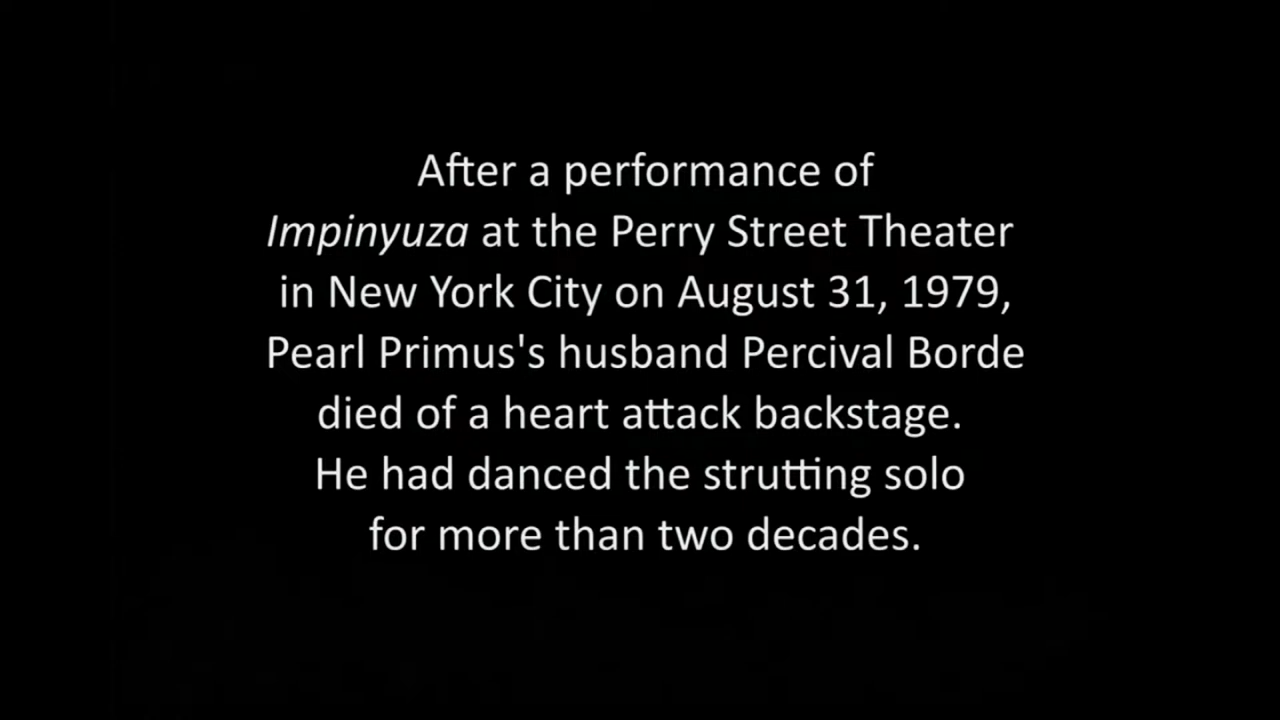 After a performance of
Impinyuza at the Perry Street Theater
in New York City on August 31, 1979,
Pearl Primus's husband Percival Borde
died of a heart attack backstage.
He had danced the strutting solo
for more than two decades.